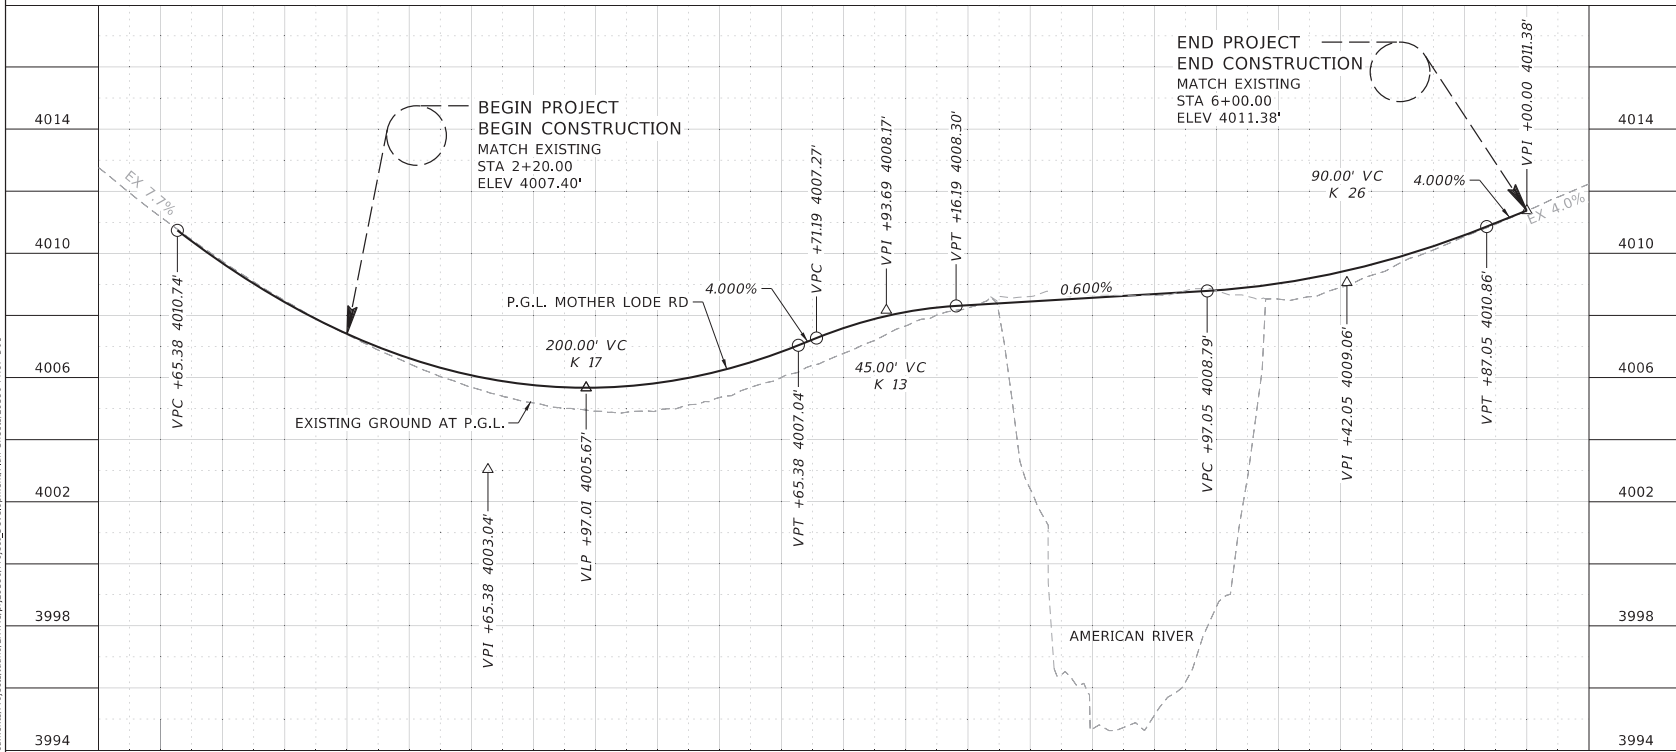 END PROJECT
END CONSTRUCTION
MATCH EXISTING
STA 6+00.00
ELEV 4011.38'
VPI +00.00 4011.38'
BEGIN PROJECT
BEGIN CONSTRUCTION
MATCH EXISTING
STA 2+20.00
ELEV 4007.40'
4014
4014
EX 7.7%
90.00' VC
K 26
4.000%
EX 4.0%
VPI +93.69 4008.17'
VPT +16.19 4008.30'
VPC +71.19 4007.27'
4010
4010
VPC +65.38 4010.74'
4.000%
P.G.L. MOTHER LODE RD
0.600%
200.00' VC
K 17
45.00' VC
K 13
4006
4006
EXISTING GROUND AT P.G.L.
VPT +65.38 4007.04'
VPC +97.05 4008.79'
VPI +42.05 4009.06'
VPT +87.05 4010.86'
4002
4002
VLP +97.01 4005.67'
VPI +65.38 4003.04'
3998
3998
AMERICAN RIVER
3994
3994